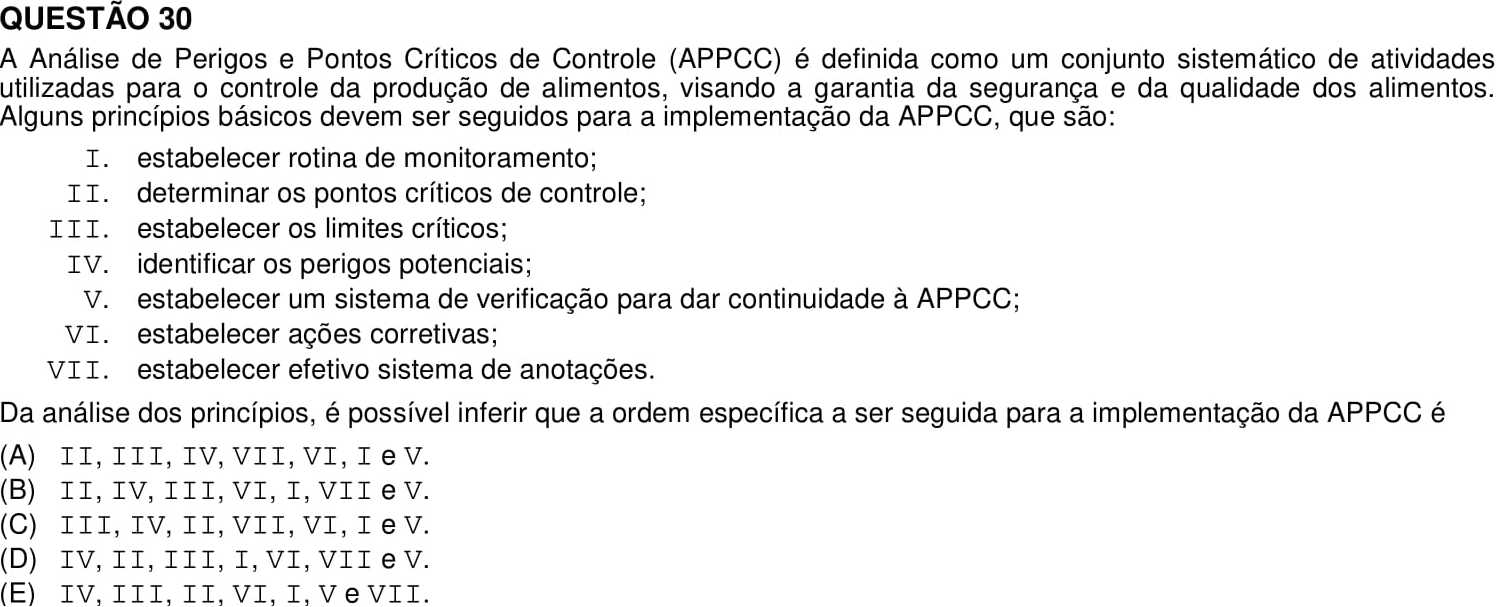 QUESTÃO 30
A Análise de Perigos e Pontos Críticos de Controle (APPCC) é definida como um conjunto sistemático de atividades
utilizadas para o controle da produção de alimentos, visando a garantia da segurança e da qualidade dos alimentos.
Alguns princípios básicos devem ser seguidos para a implementação da APPCC, que são:
I. estabelecer rotina de monitoramento;
II. determinar os pontos críticos de controle;
III. estabelecer os limites críticos;
IV. identificar os perigos potenciais;
V. estabelecer um sistema de verificação para dar continuidade à APPCC;
VI. estabelecer ações corretivas;
VII. estabelecer efetivo sistema de anotações.
Da análise dos princípios, é possível inferir que a ordem específica a ser seguida para a implementação da APPCC é
(A) II, III, IV, VII, VI, I e V.
(B) II, IV, III, VI, I, VII e V.
(C) III, IV, II, VII, VI, I e V.
(D) IV, II, III, I, VI, VII e V.
(E) IV, III, II, VI, I, V e VII.